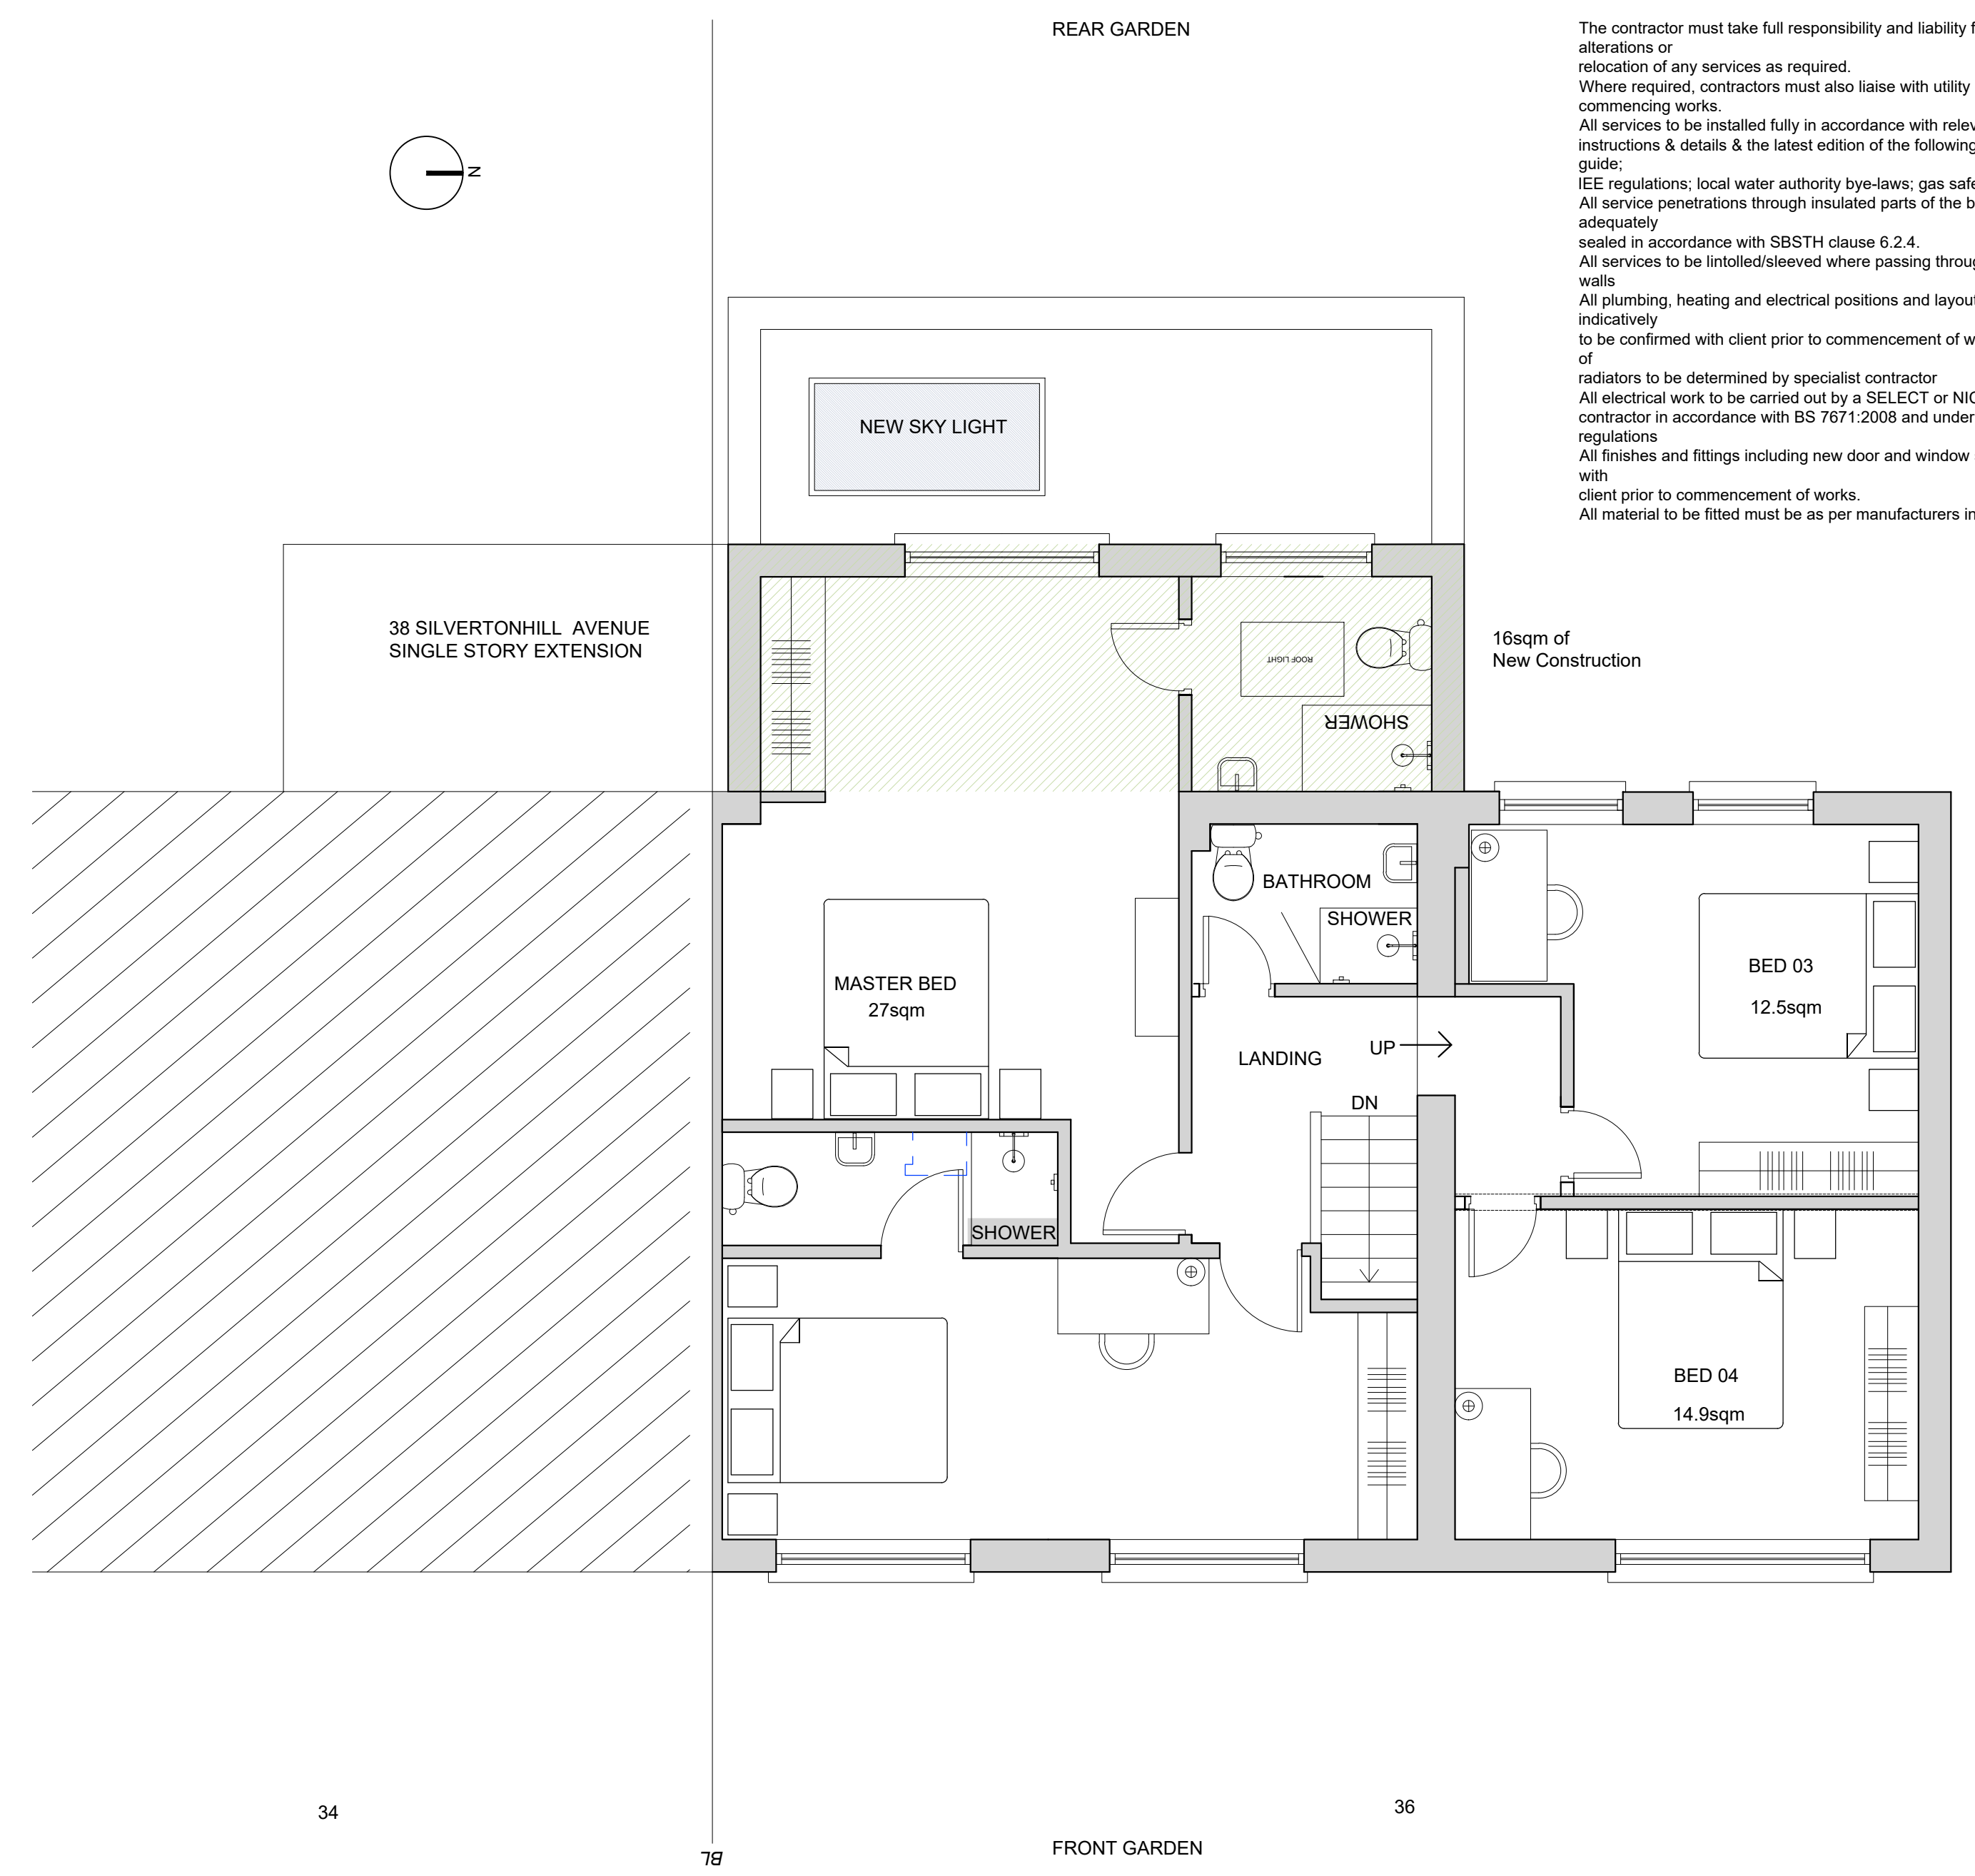 REAR GARDEN
The contractor must take full responsibility and liability
alterations or
relocation of any services as required.
Where required, contractors must also liaise with utility
commencing works.
All services to be installed fully in accordance with
instructions & details & the latest edition of the following
guide;
IEE regulations; local water authority bye-laws; gas
All service penetrations through insulated parts of the
adequately
sealed in accordance with SBSTH clause 6.2.4.
All services to be lintolled/sleeved where passing
walls
All plumbing, heating and electrical positions and
indicatively
to be confirmed with client prior to commencement of
of
radiators to be determined by specialist contractor
All electrical work to be carried out by a SELECT or
contractor in accordance with BS 7671:2008 and under
regulations
All finishes and fittings including new door and window
with
client prior to commencement of works.
All material to be fitted must be as per manufacturers
N
NEW SKY LIGHT
38 SILVERTONHILL AVENUE
SINGLE STORY EXTENSION
16sqm of
New Construction
ROOF LIGHT
SHOWER
BATHROOM
SHOWER
MASTER BED
27sqm
BED 03
12.5sqm
LANDING
UP
DN
SHOWER
BED 04
14.9sqm
34
36
FRONT GARDEN
BL